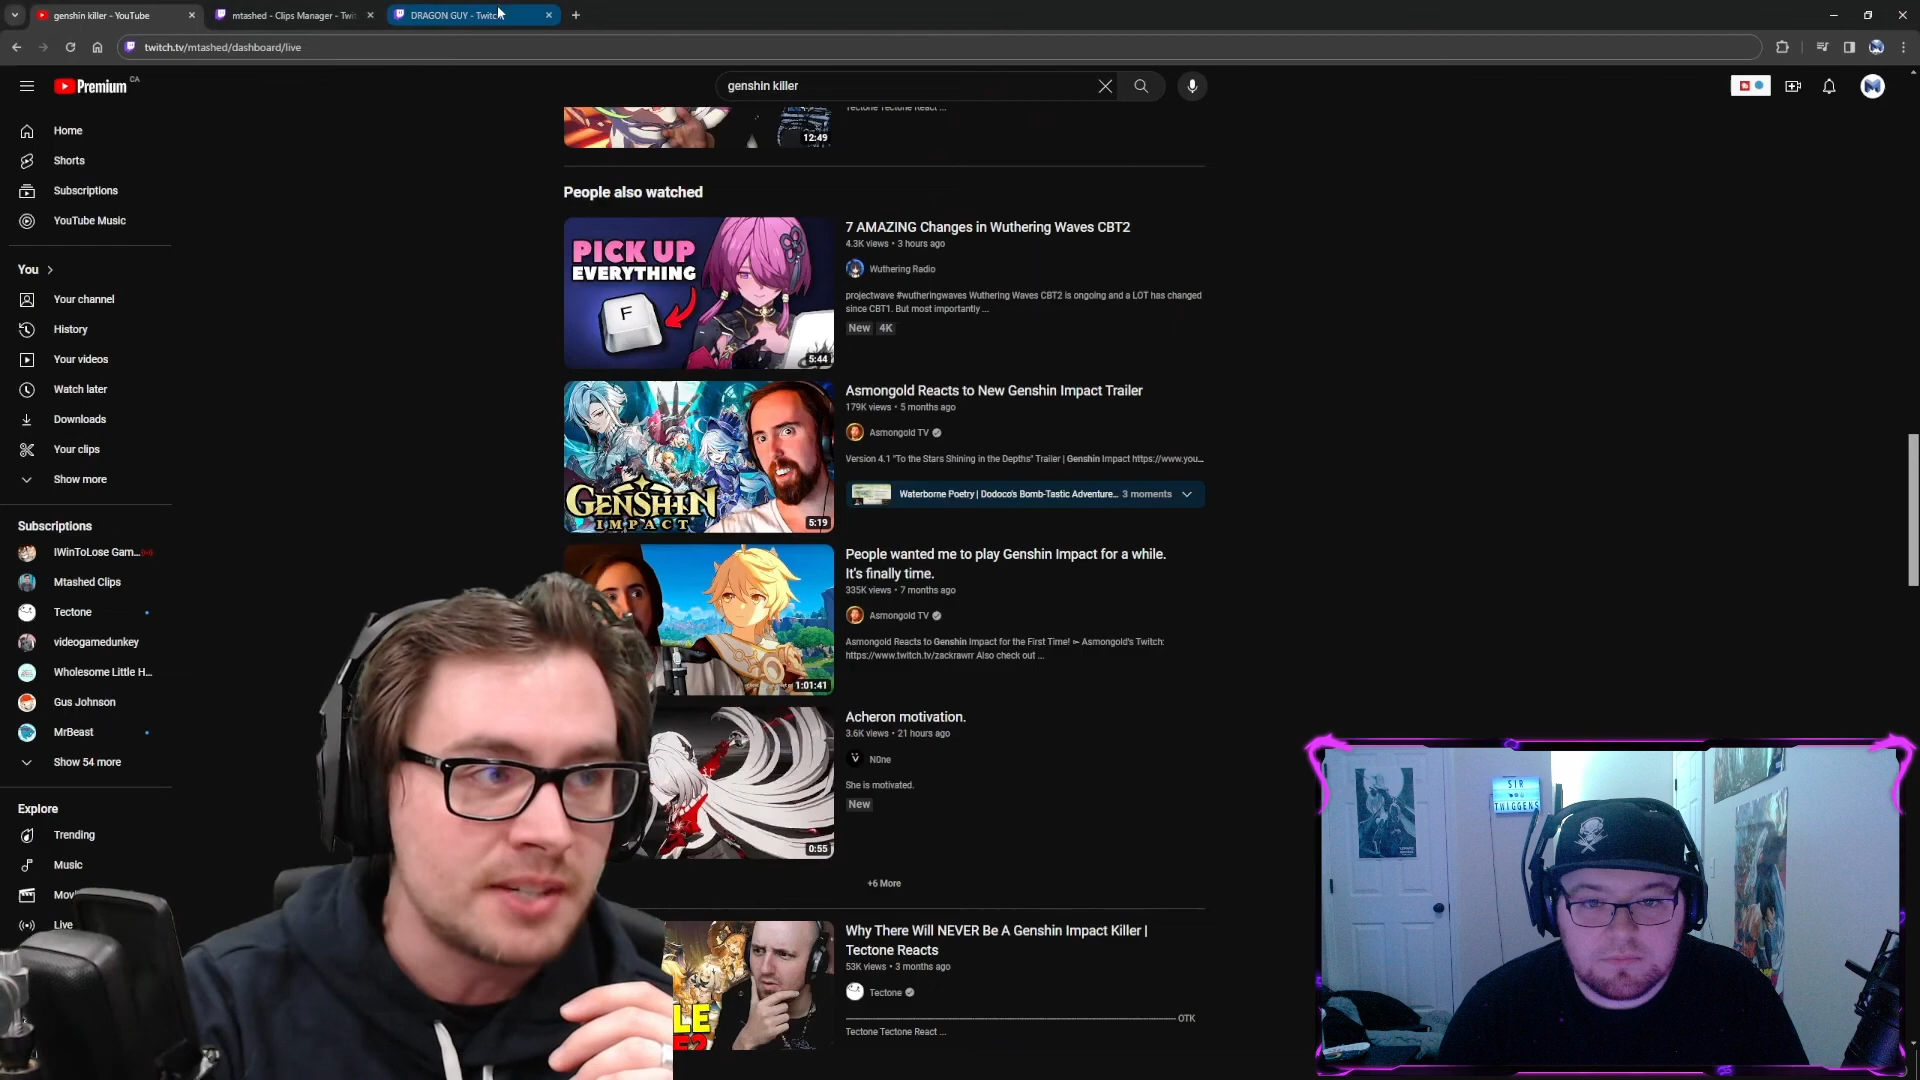 genshin killer - YouTube
mtashed - Clips Manager - Twi
DRAGON GUY - Twitc
twitch.tv/mtashed/dashboard/live
Premium
CA
genshin killer
Home
Shorts
Subscriptions
YouTube Music
You
Your channel
History
Your videos
Watch later
Downloads
Your clips
Show more
Subscriptions
IWinToLose Gam...
Mtashed Clips
Tectone
videogamedunkey
Wholesome Little H...
Gus Johnson
MrBeast
Show 54 more
Explore
Trending
Music
Mov
Live
12:49
Tectone Tectone React ...
People also watched
PICK UP
EVERYTHING
F
5:44
7 AMAZING Changes in Wuthering Waves CBT2
4.3K views • 3 hours ago
Wuthering Radio
projectwave #wutheringwaves Wuthering Waves CBT2 is ongoing and a LOT has changed
since CBT1. But most importantly ...
New 4K
GENSHIN
IMPACT
5:19
Asmongold Reacts to New Genshin Impact Trailer
179K views • 5 months ago
Asmongold TV
Version 4.1 "To the Stars Shining in the Depths" Trailer | Genshin Impact https://www.you...
Waterborne Poetry | Dodoco's Bomb-Tastic Adventure... 3 moments
1:01:41
People wanted me to play Genshin Impact for a while.
It's finally time.
335K views • 7 months ago
Asmongold TV
Asmongold Reacts to Genshin Impact for the First Time! ► Asmongold's Twitch:
https://www.twitch.tv/zackrawrr Also check out ...
0:55
Acheron motivation.
3.6K views • 21 hours ago
N0ne
She is motivated.
New
+6 More
Why There Will NEVER Be A Genshin Impact Killer |
Tectone Reacts
53K views • 3 months ago
Tectone
OTK
Tectone Tectone React ...
LE
SIR
TWIGGENS